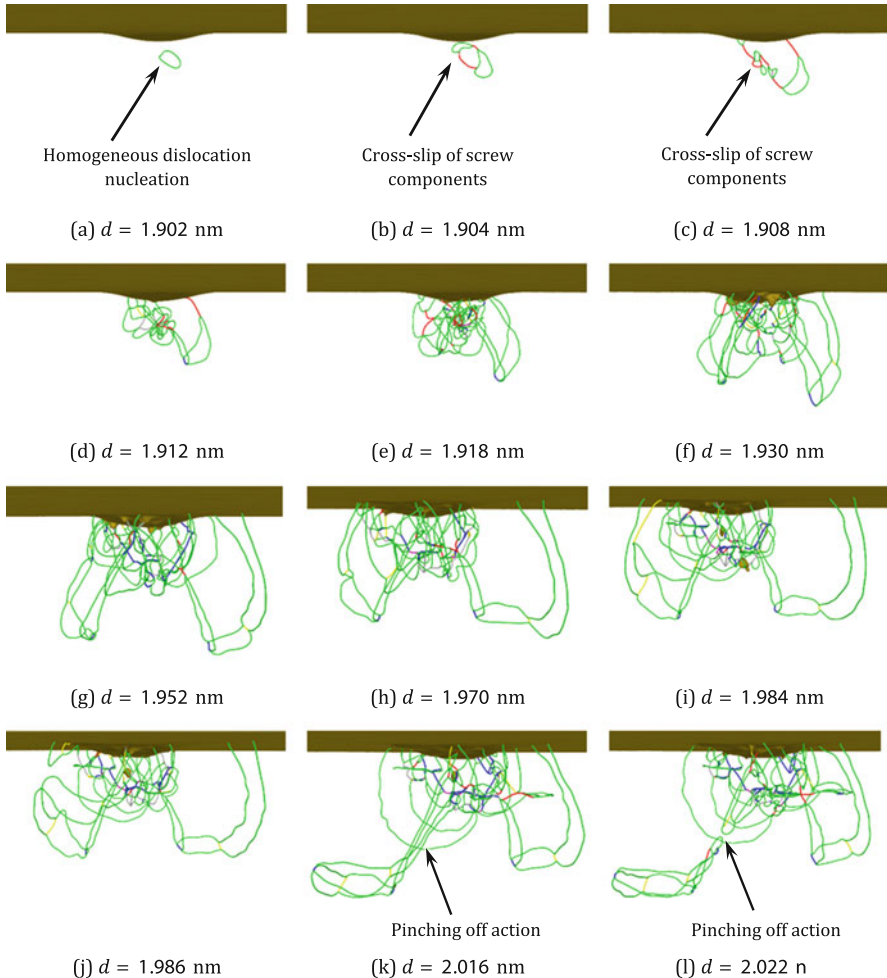 Homogeneous dislocation
nucleation
Cross-slip of screw
components
Cross-slip of screw
components
(a) d = 1.902 nm
(b) d = 1.904 nm
(c) d = 1.908 nm
(d) d = 1.912 nm
(e) d = 1.918 nm
(f) d = 1.930 nm
(g) d = 1.952 nm
(h) d = 1.970 nm
(i) d = 1.984 nm
Pinching off action
Pinching off action
(j) d = 1.986 nm
(k) d = 2.016 nm
(l) d = 2.022 n